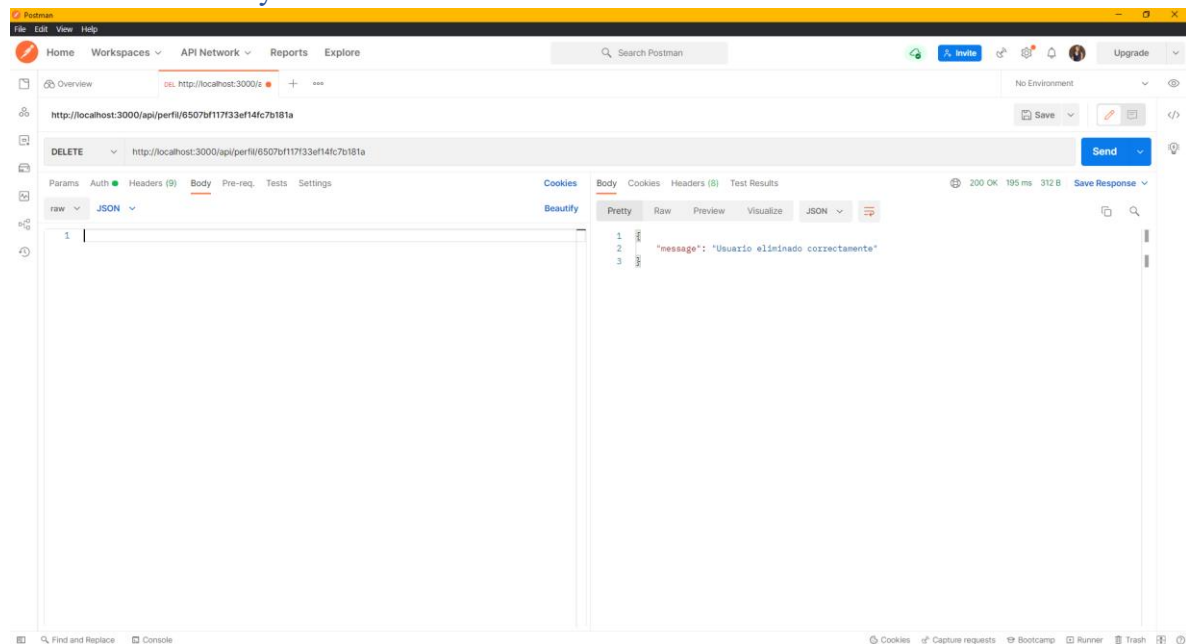 Postman
File Edit View Help
Home Workspaces API Network Reports Explore Search Postman Invite Upgrade
Overview DEL http://localhost:3000/a No Environment
http://localhost:3000/api/perfil/6507bf117f33ef14fc7b181a Save
DELETE http://localhost:3000/api/perfil/6507bf117f33ef14fc7b181a Send
Params Auth Headers (9) Body Pre-req. Tests Settings Cookies Body Cookies Headers (8) Test Results 200 OK 195 ms 312 B Save Response
raw JSON Beautify Pretty Raw Preview Visualize JSON
1 1 {
2 "message": "Usuario eliminado correctamente"
3 }
Find and Replace Console Cookies Capture requests Bootcamp Runner Trash